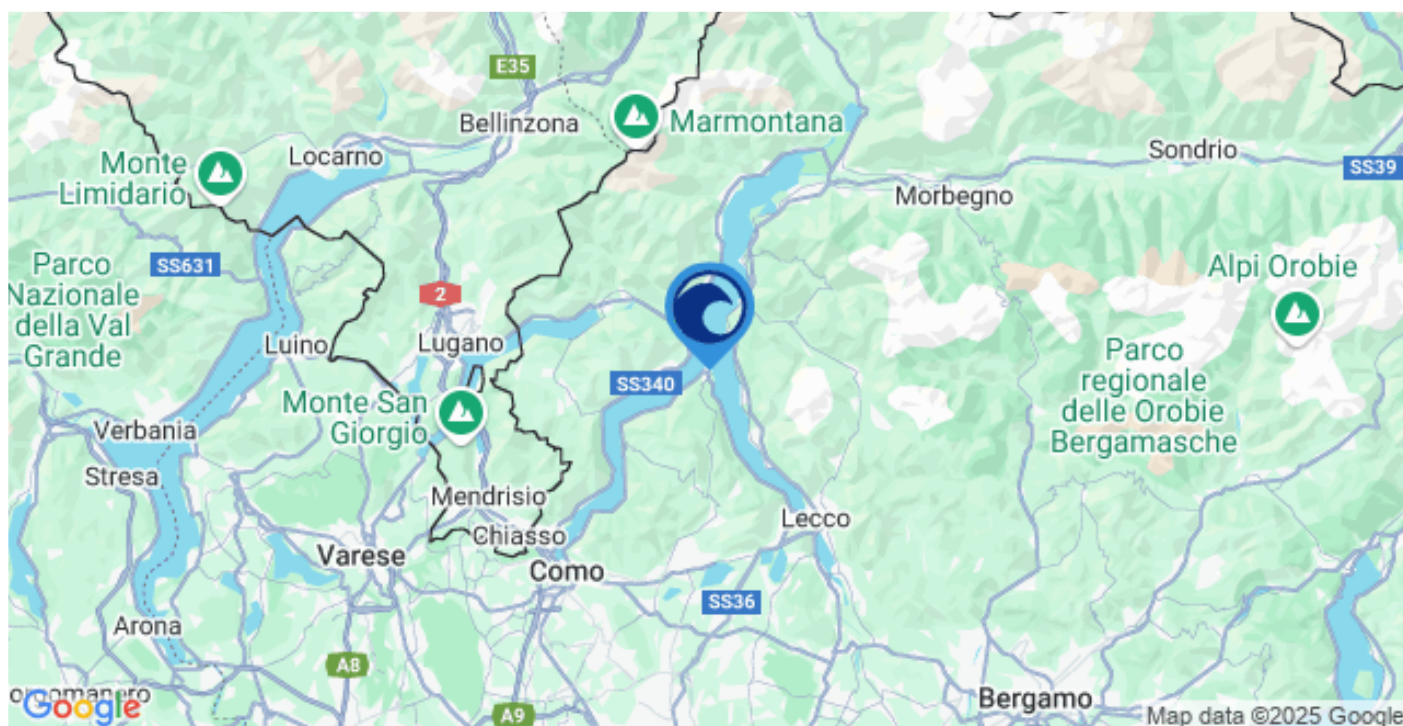 E35
Bellinzona
Marmontana
Locarno
Monte
Limidario
Sondrio
SS39
Morbegno
SS631
Parco
Nazionale
della Val
Grande
Alpi Orobie
2
Luino
Lugano
SS340
Parco
regionale
delle Orobie
Bergamasche
Monte San
Giorgio
Verbania
Stresa
Mendrisio
Chiasso
Lecco
Varese
Como
SS36
Arona
A8
A9
Bergamo
Google
Map data ©2025 Google